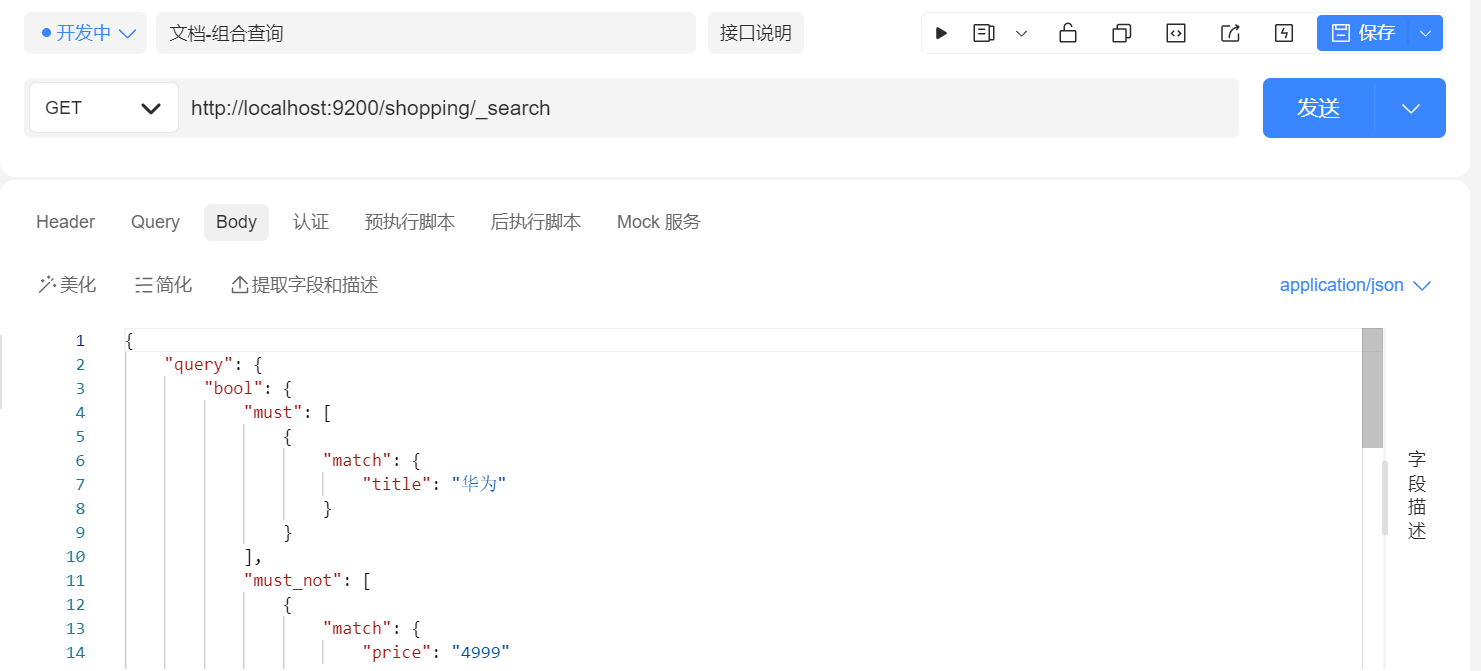 开发中 文档-组合查询 接口说明 保存
GET http://localhost:9200/shopping/_search 发送
Header Query Body 认证 预执行脚本 后执行脚本 Mock 服务
美化 简化 提取字段和描述 application/json
1 {
2 "query": {
3 "bool": {
4 "must": [
5 {
6 "match": {
7 "title": "华为"
8 }
9 }
10 ],
11 "must_not": [
12 {
13 "match": {
14 "price": "4999"
字段描述